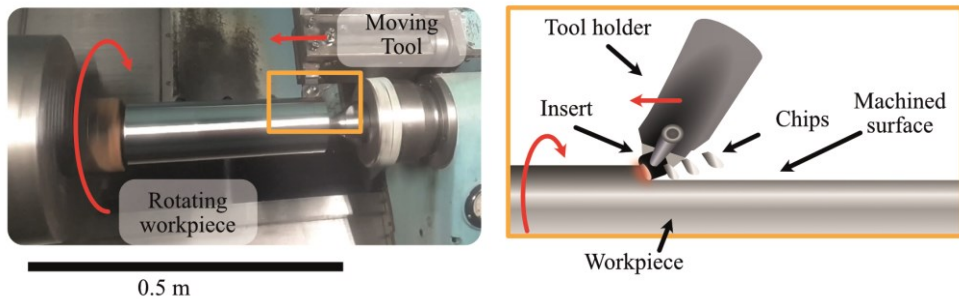 Moving
Tool
Rotating
workpiece
0.5 m
Tool holder
Insert
Chips
Machined
surface
Workpiece